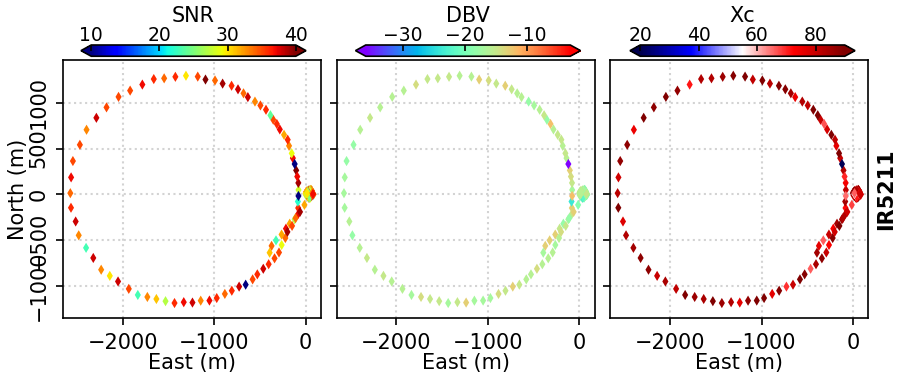 SNR DBV Xc
10 20 30 40 −30 −20 −10 20 40 60 80
1000
500
0
−500
−1000
North (m)
−2000 −1000 0 −2000 −1000 0 −2000 −1000 0
East (m) East (m) East (m)
IR5211